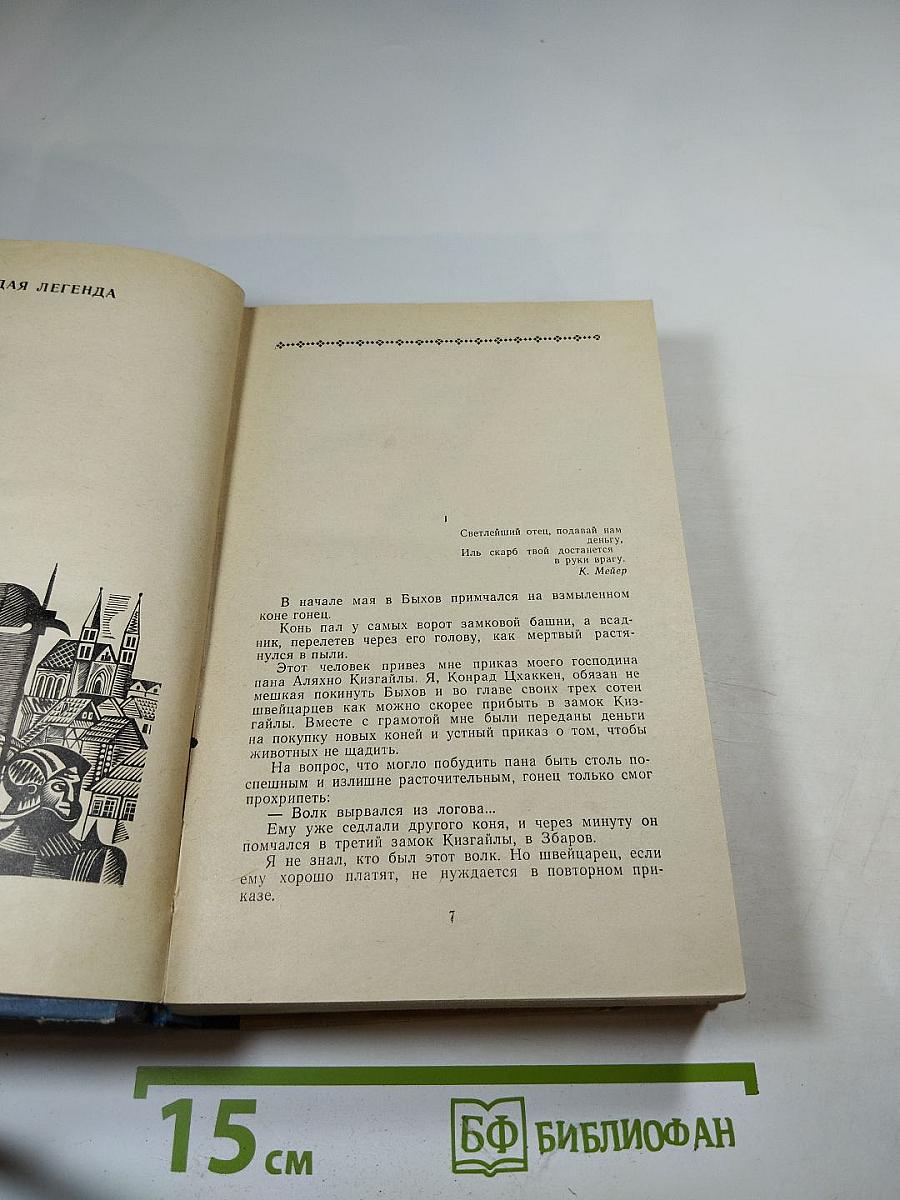 ЛЕГЕНДА
I
Светлейший отец, подавай нам
деньгу,
Иль скарб твой достанется
в руки врагу.
К. Мейер
В начале мая в Быхов примчался на взмыленном
коне гонец.
Конь пал у самых ворот замковой башни, а всад-
ник, перелетев через его голову, как мертвый растя-
нулся в пыли.
Этот человек привез мне приказ моего господина
пана Аляхно Кизгайлы. Я, Конрад Цхаккен, обязан не
мешкая покинуть Быхов и во главе своих трех сотен
швейцарцев как можно скорее прибыть в замок Киз-
гайлы. Вместе с грамотой мне были переданы деньги
на покупку новых коней и устный приказ о том, чтобы
животных не щадить.
На вопрос, что могло побудить пана быть столь по-
спешным и излишне расточительным, гонец только смог
прохрипеть:
— Волк вырвался из логова...
Ему уже седлали другого коня, и через минуту он
помчался в третий замок Кизгайлы, в Збаров.
Я не знал, кто был этот волк. Но швейцарец, если
ему хорошо платят, не нуждается в повторном при-
казе.
7
15 см
БФ БИБЛИОФАН